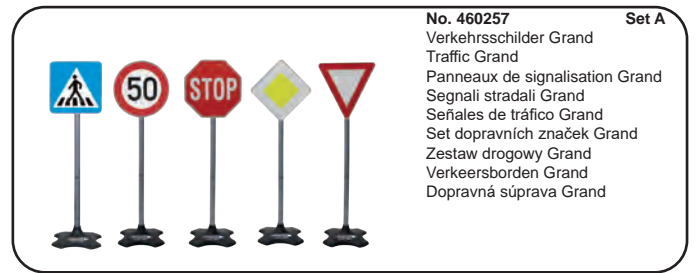 50
STOP
No. 460257 Set A
Verkehrsschilder Grand
Traffic Grand
Panneaux de signalisation Grand
Segnali stradali Grand
Señales de tráfico Grand
Set dopravních značek Grand
Zestaw drogowy Grand
Verkeersborden Grand
Dopravná súprava Grand